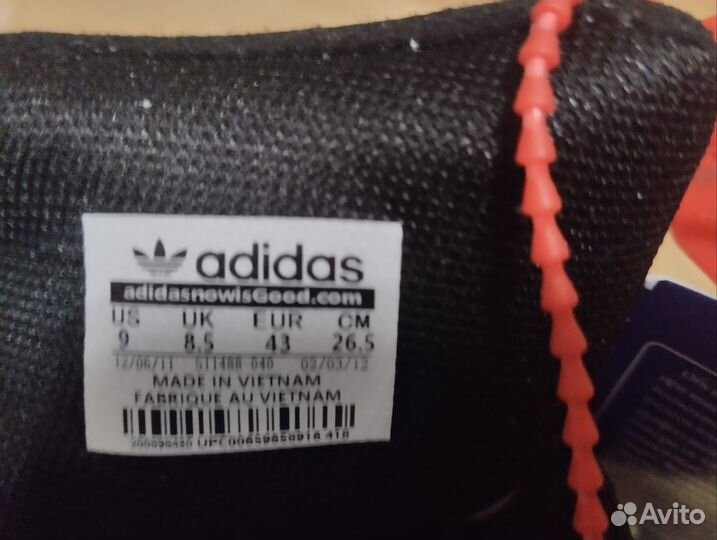 adidas
adidasnowisGood.com
US UK EUR CM
9 8.5 43 26.5
12/06/11 511488 040 02/03/12
MADE IN VIETNAM
FABRIQUE AU VIETNAM
Avito